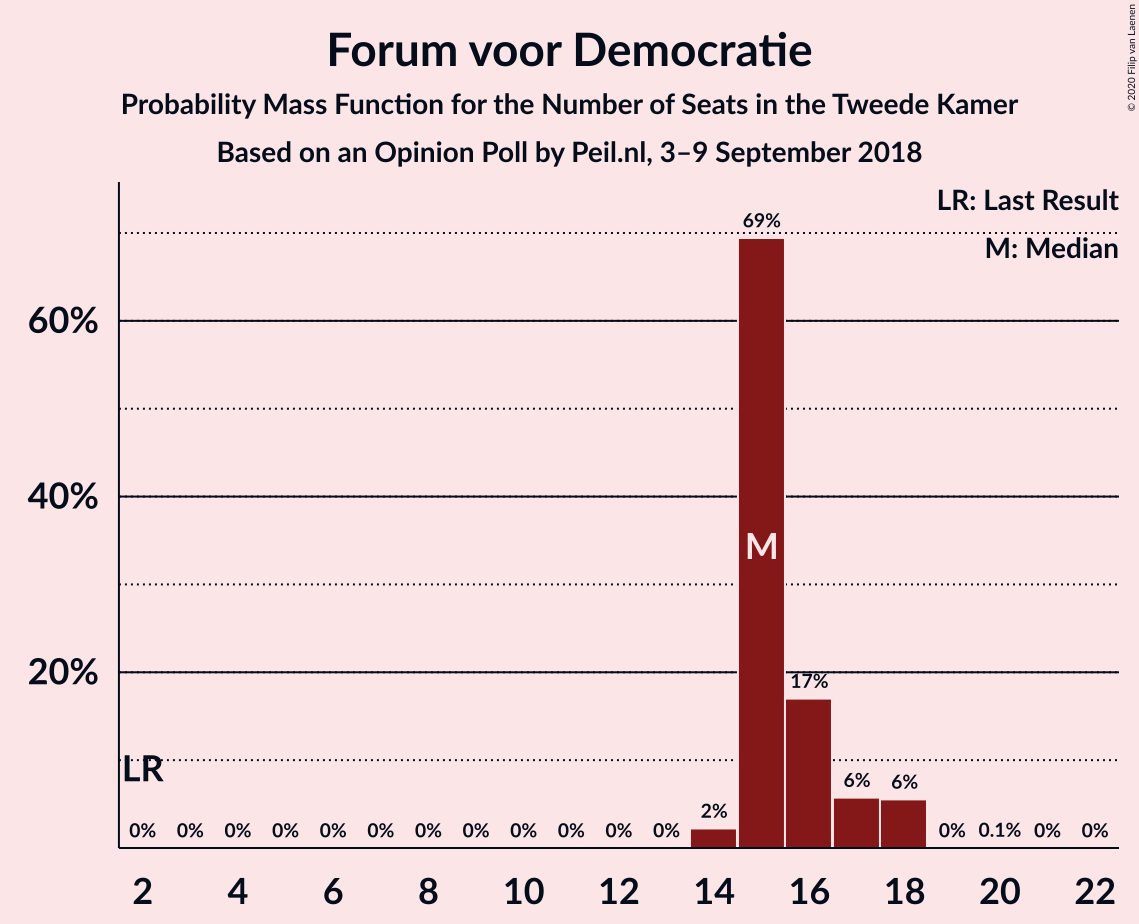 Forum voor Democratie
Probability Mass Function for the Number of Seats in the Tweede Kamer
Based on an Opinion Poll by Peil.nl, 3–9 September 2018
© 2020 Filip van Laenen
LR: Last Result
M: Median
69%
60%
40%
M
20%
17%
LR
6% 6%
2%
0% 0% 0% 0% 0% 0% 0% 0% 0% 0% 0% 0% 0% 0.1% 0% 0%
2 4 6 8 10 12 14 16 18 20 22